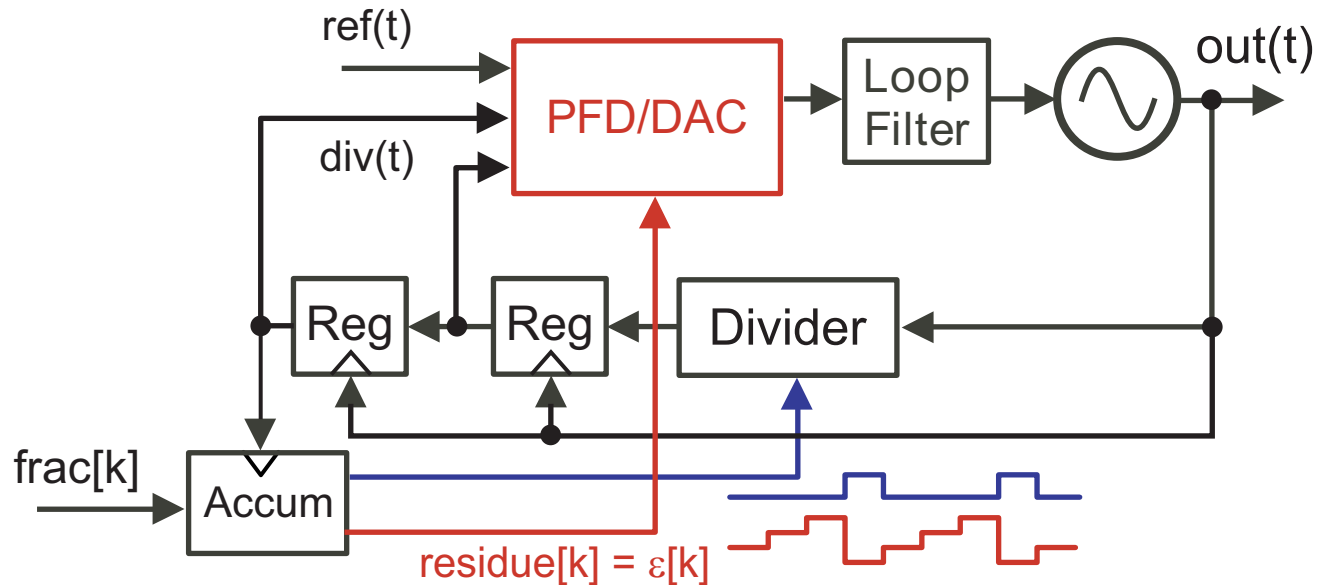 ref(t)
out(t)
PFD/DAC
Loop
Filter
div(t)
Reg
Reg
Divider
frac[k]
Accum
residue[k] = ε[k]